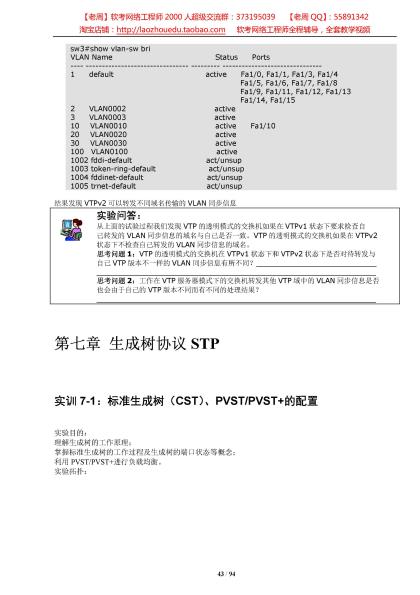 【老周】软考网络工程师 2000 人超级交流群：373195039 【老周 QQ】：55891342
淘宝店铺：http://laozhouedu.taobao.com 软考网络工程师全程辅导，全套教学视频
sw3#show vlan-sw bri
VLAN Name Status Ports
---- -------------------------------- --------- -------------------------------
1 default active Fa1/0, Fa1/1, Fa1/3, Fa1/4
Fa1/5, Fa1/6, Fa1/7, Fa1/8
Fa1/9, Fa1/11, Fa1/12, Fa1/13
Fa1/14, Fa1/15
2 VLAN0002 active
3 VLAN0003 active
10 VLAN0010 active Fa1/10
20 VLAN0020 active
30 VLAN0030 active
100 VLAN0100 active
1002 fddi-default act/unsup
1003 token-ring-default act/unsup
1004 fddinet-default act/unsup
1005 trnet-default act/unsup
结果发现 VTPv2 可以转发不同域名传输的 VLAN 同步信息
实验问答：
从上面的试验过程我们发现 VTP 的透明模式的交换机如果在 VTPv1 状态下要求检查自
己转发的 VLAN 同步信息的域名与自己是否一致。VTP 的透明模式的交换机如果在 VTPv2
状态下不检查自己转发的 VLAN 同步信息的域名。
思考问题 1：VTP 的透明模式的交换机在 VTPv1 状态下和 VTPv2 状态下是否对待转发与
自己 VTP 版本不一样的 VLAN 同步信息有所不同？
思考问题 2：工作在 VTP 服务器模式下的交换机转发其他 VTP 域中的 VLAN 同步信息是否
也会由于自己的 VTP 版本不同而有不同的处理结果？
第七章 生成树协议 STP
实训 7-1：标准生成树（CST）、PVST/PVST+的配置
实验目的：
理解生成树的工作原理；
掌握标准生成树的工作过程及生成树的端口状态等概念；
利用 PVST/PVST+进行负载均衡。
实验拓扑：
43 / 94